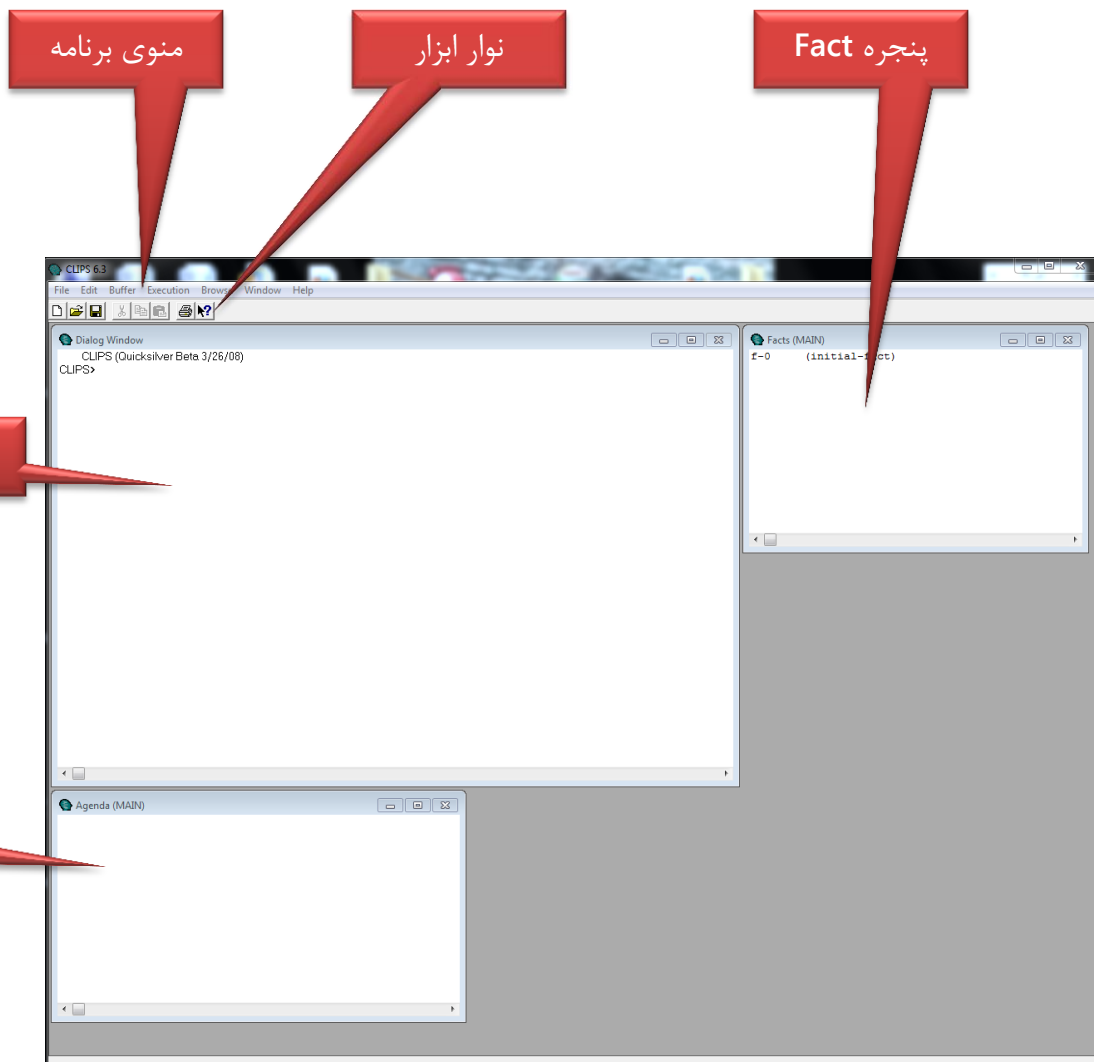 منوی برنامه
نوار ابزار
پنجره Fact
CLIPS 6.3
File Edit Buffer Execution Browse Window Help
Dialog Window
CLIPS (Quicksilver Beta 3/26/08)
CLIPS>
Facts (MAIN)
f-0 (initial-fact)
Agenda (MAIN)